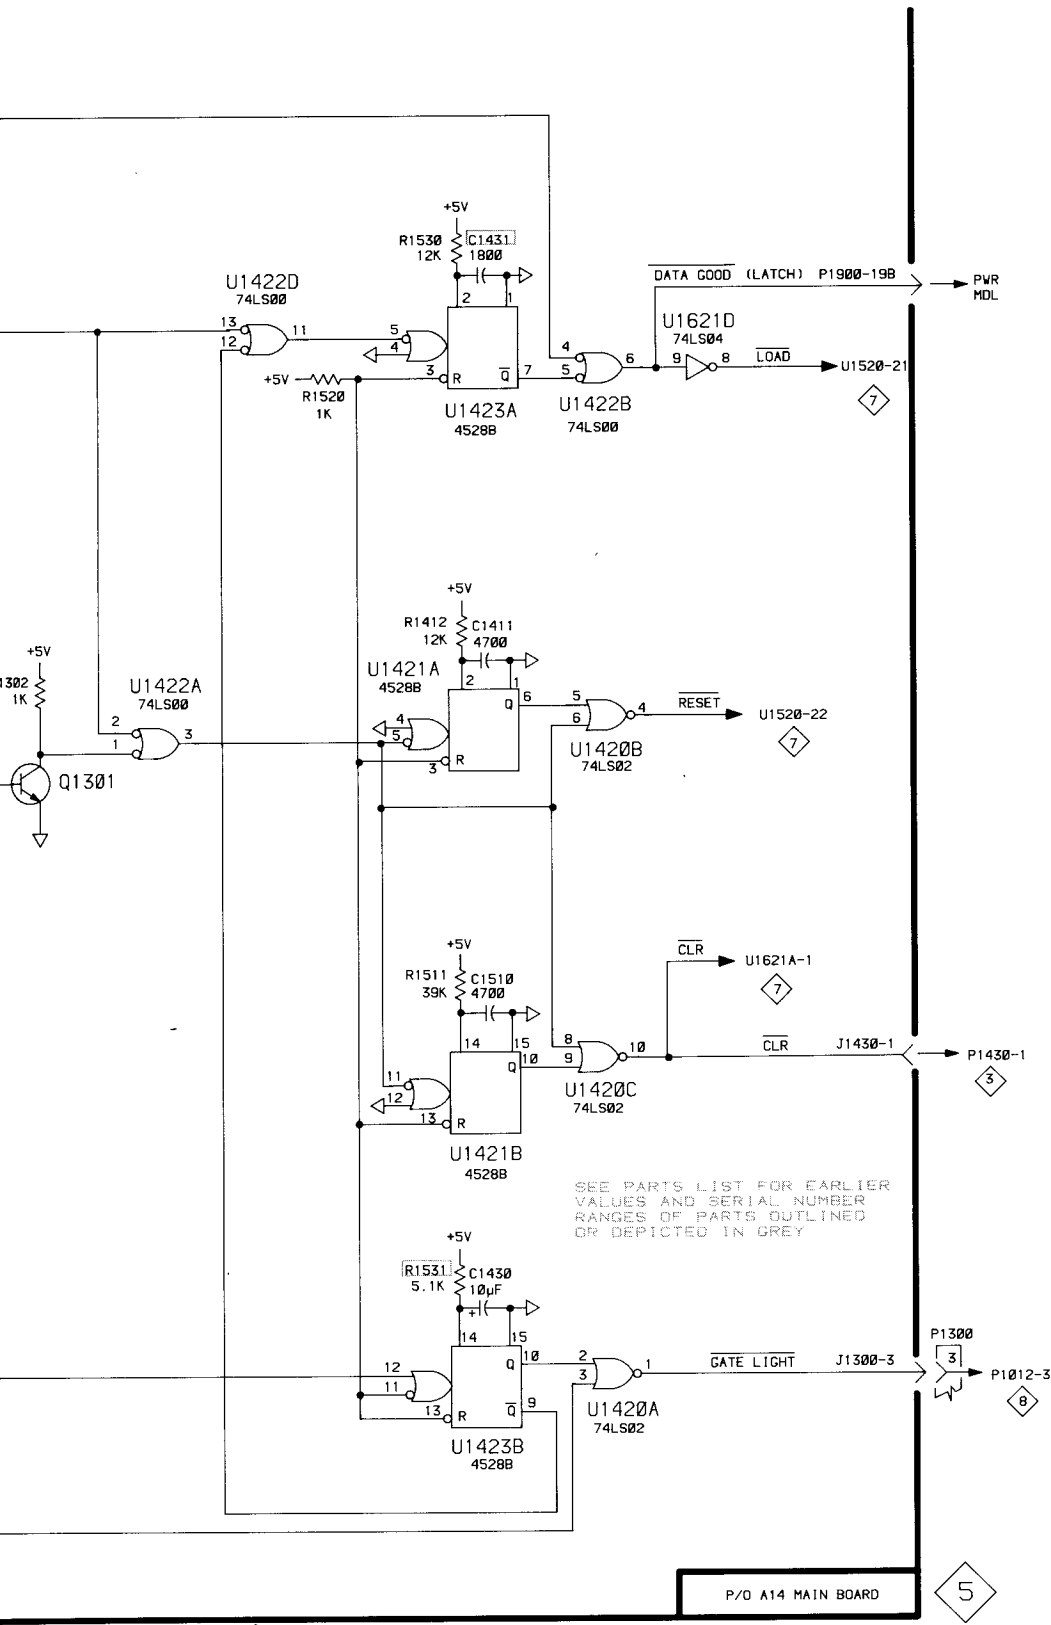 +5V
R1530
12K
C1431
1800
DATA GOOD (LATCH) P1900-19B
PWR
MDL
U1422D
74LS00
13
12
11
5
4
2
1
U1621D
74LS04
4
5
6
9
8
LOAD
U1520-21
7
+5V
R1520
1K
3
R
Q
7
U1423A
4528B
U1422B
74LS00
+5V
R1412
12K
C1411
4700
+5V
1302
1K
U1422A
74LS00
2
1
3
U1421A
4528B
4
5
2
1
Q
6
5
6
4
RESET
U1520-22
7
3
R
U1420B
74LS02
Q1301
+5V
R1511
39K
C1510
4700
CLR
U1621A-1
7
14
15
Q
10
8
9
10
CLR
J1430-1
P1430-1
3
11
12
13
R
U1420C
74LS02
U1421B
4528B
SEE PARTS LIST FOR EARLIER
VALUES AND SERIAL NUMBER
RANGES OF PARTS OUTLINED
OR DEPICTED IN GREY
+5V
R1531
5.1K
C1430
10µF
+
14
15
12
11
Q
10
2
3
1
GATE LIGHT
J1300-3
P1300
3
P1012-3
8
13
R
Q
9
U1420A
74LS02
U1423B
4528B
P/O A14 MAIN BOARD
5